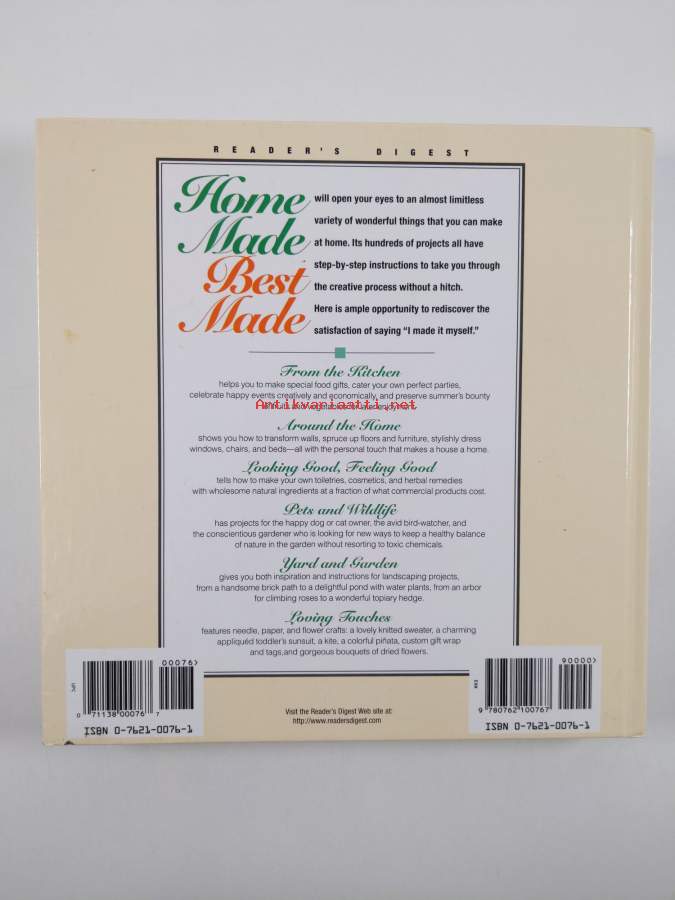 READER'S DIGEST
Home will open your eyes to an almost limitless
variety of wonderful things that you can make
Made at home. Its hundreds of projects all have
Best step-by-step instructions to take you through
the creative process without a hitch.
Made Here is ample opportunity to rediscover the
satisfaction of saying “I made it myself.”
From the Kitchen
helps you to make special food gifts, cater your own perfect parties,
celebrate happy events creatively and economically, and preserve summer's bounty
Antikvariaatti.net
Around the Home
shows you how to transform walls, spruce up floors and furniture, stylishly dress
windows, chairs, and beds—all with the personal touch that makes a house a home.
Looking Good, Feeling Good
tells how to make your own toiletries, cosmetics, and herbal remedies
with wholesome natural ingredients at a fraction of what commercial products cost.
Pets and Wildlife
has projects for the happy dog or cat owner, the avid bird-watcher, and
the conscientious gardener who is looking for new ways to keep a healthy balance
of nature in the garden without resorting to toxic chemicals.
Yard and Garden
gives you both inspiration and instructions for landscaping projects,
from a handsome brick path to a delightful pond with water plants, from an arbor
for climbing roses to a wonderful topiary hedge.
Loving Touches
features needle, paper, and flower crafts: a lovely knitted sweater, a charming
appliquéd toddler's sunsuit, a kite, a colorful piñata, custom gift wrap
and tags,and gorgeous bouquets of dried flowers.
UPC
00076>
0 71138 00076 7
ISBN 0-7621-0076-1
Visit the Reader's Digest Web site at:
http://www.readersdigest.com
90000>
9 780762 100767
ISBN 0-7621-0076-1